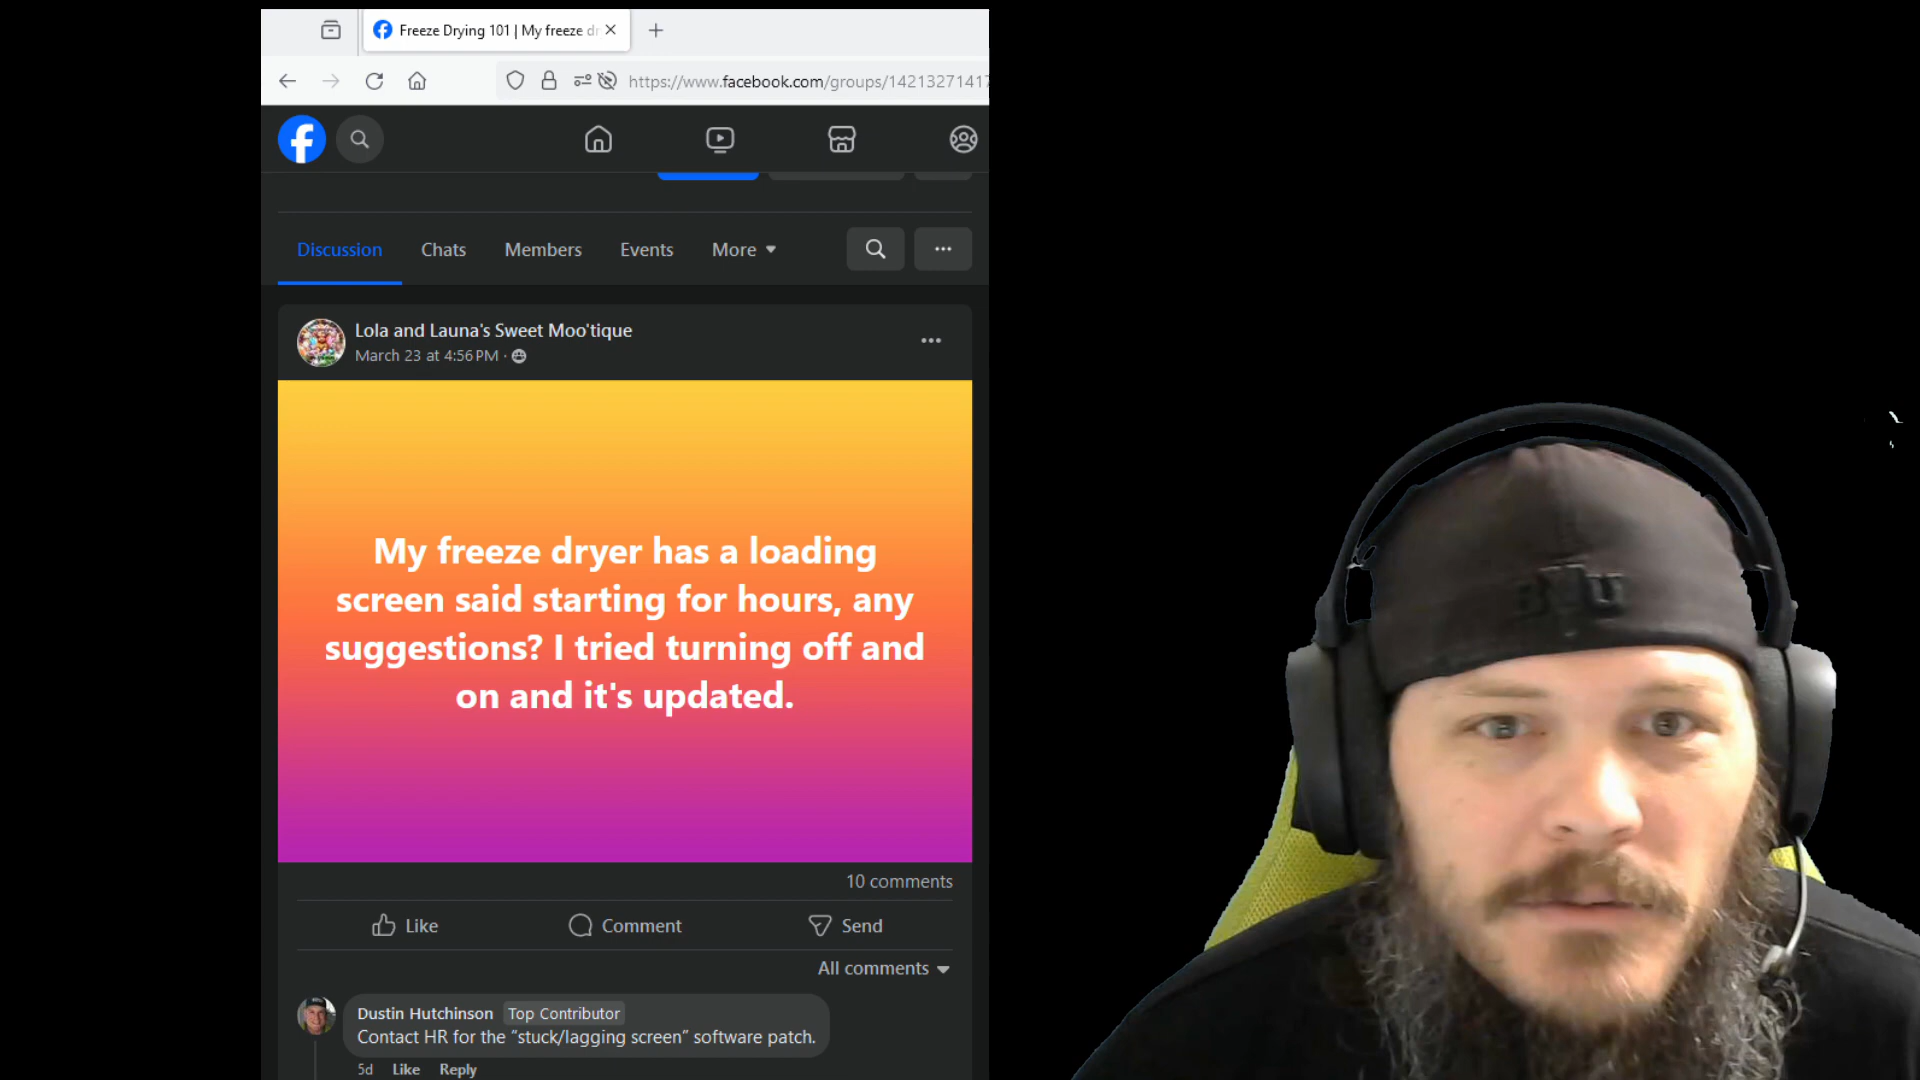 Freeze Drying 101 | My freeze dr
https://www.facebook.com/groups/14213271417
Discussion
Chats
Members
Events
More
Lola and Launa's Sweet Moo'tique
March 23 at 4:56 PM ·
My freeze dryer has a loading
screen said starting for hours, any
suggestions? I tried turning off and
on and it's updated.
10 comments
Like
Comment
Send
All comments
Dustin Hutchinson Top Contributor
Contact HR for the “stuck/lagging screen” software patch.
5d Like Reply